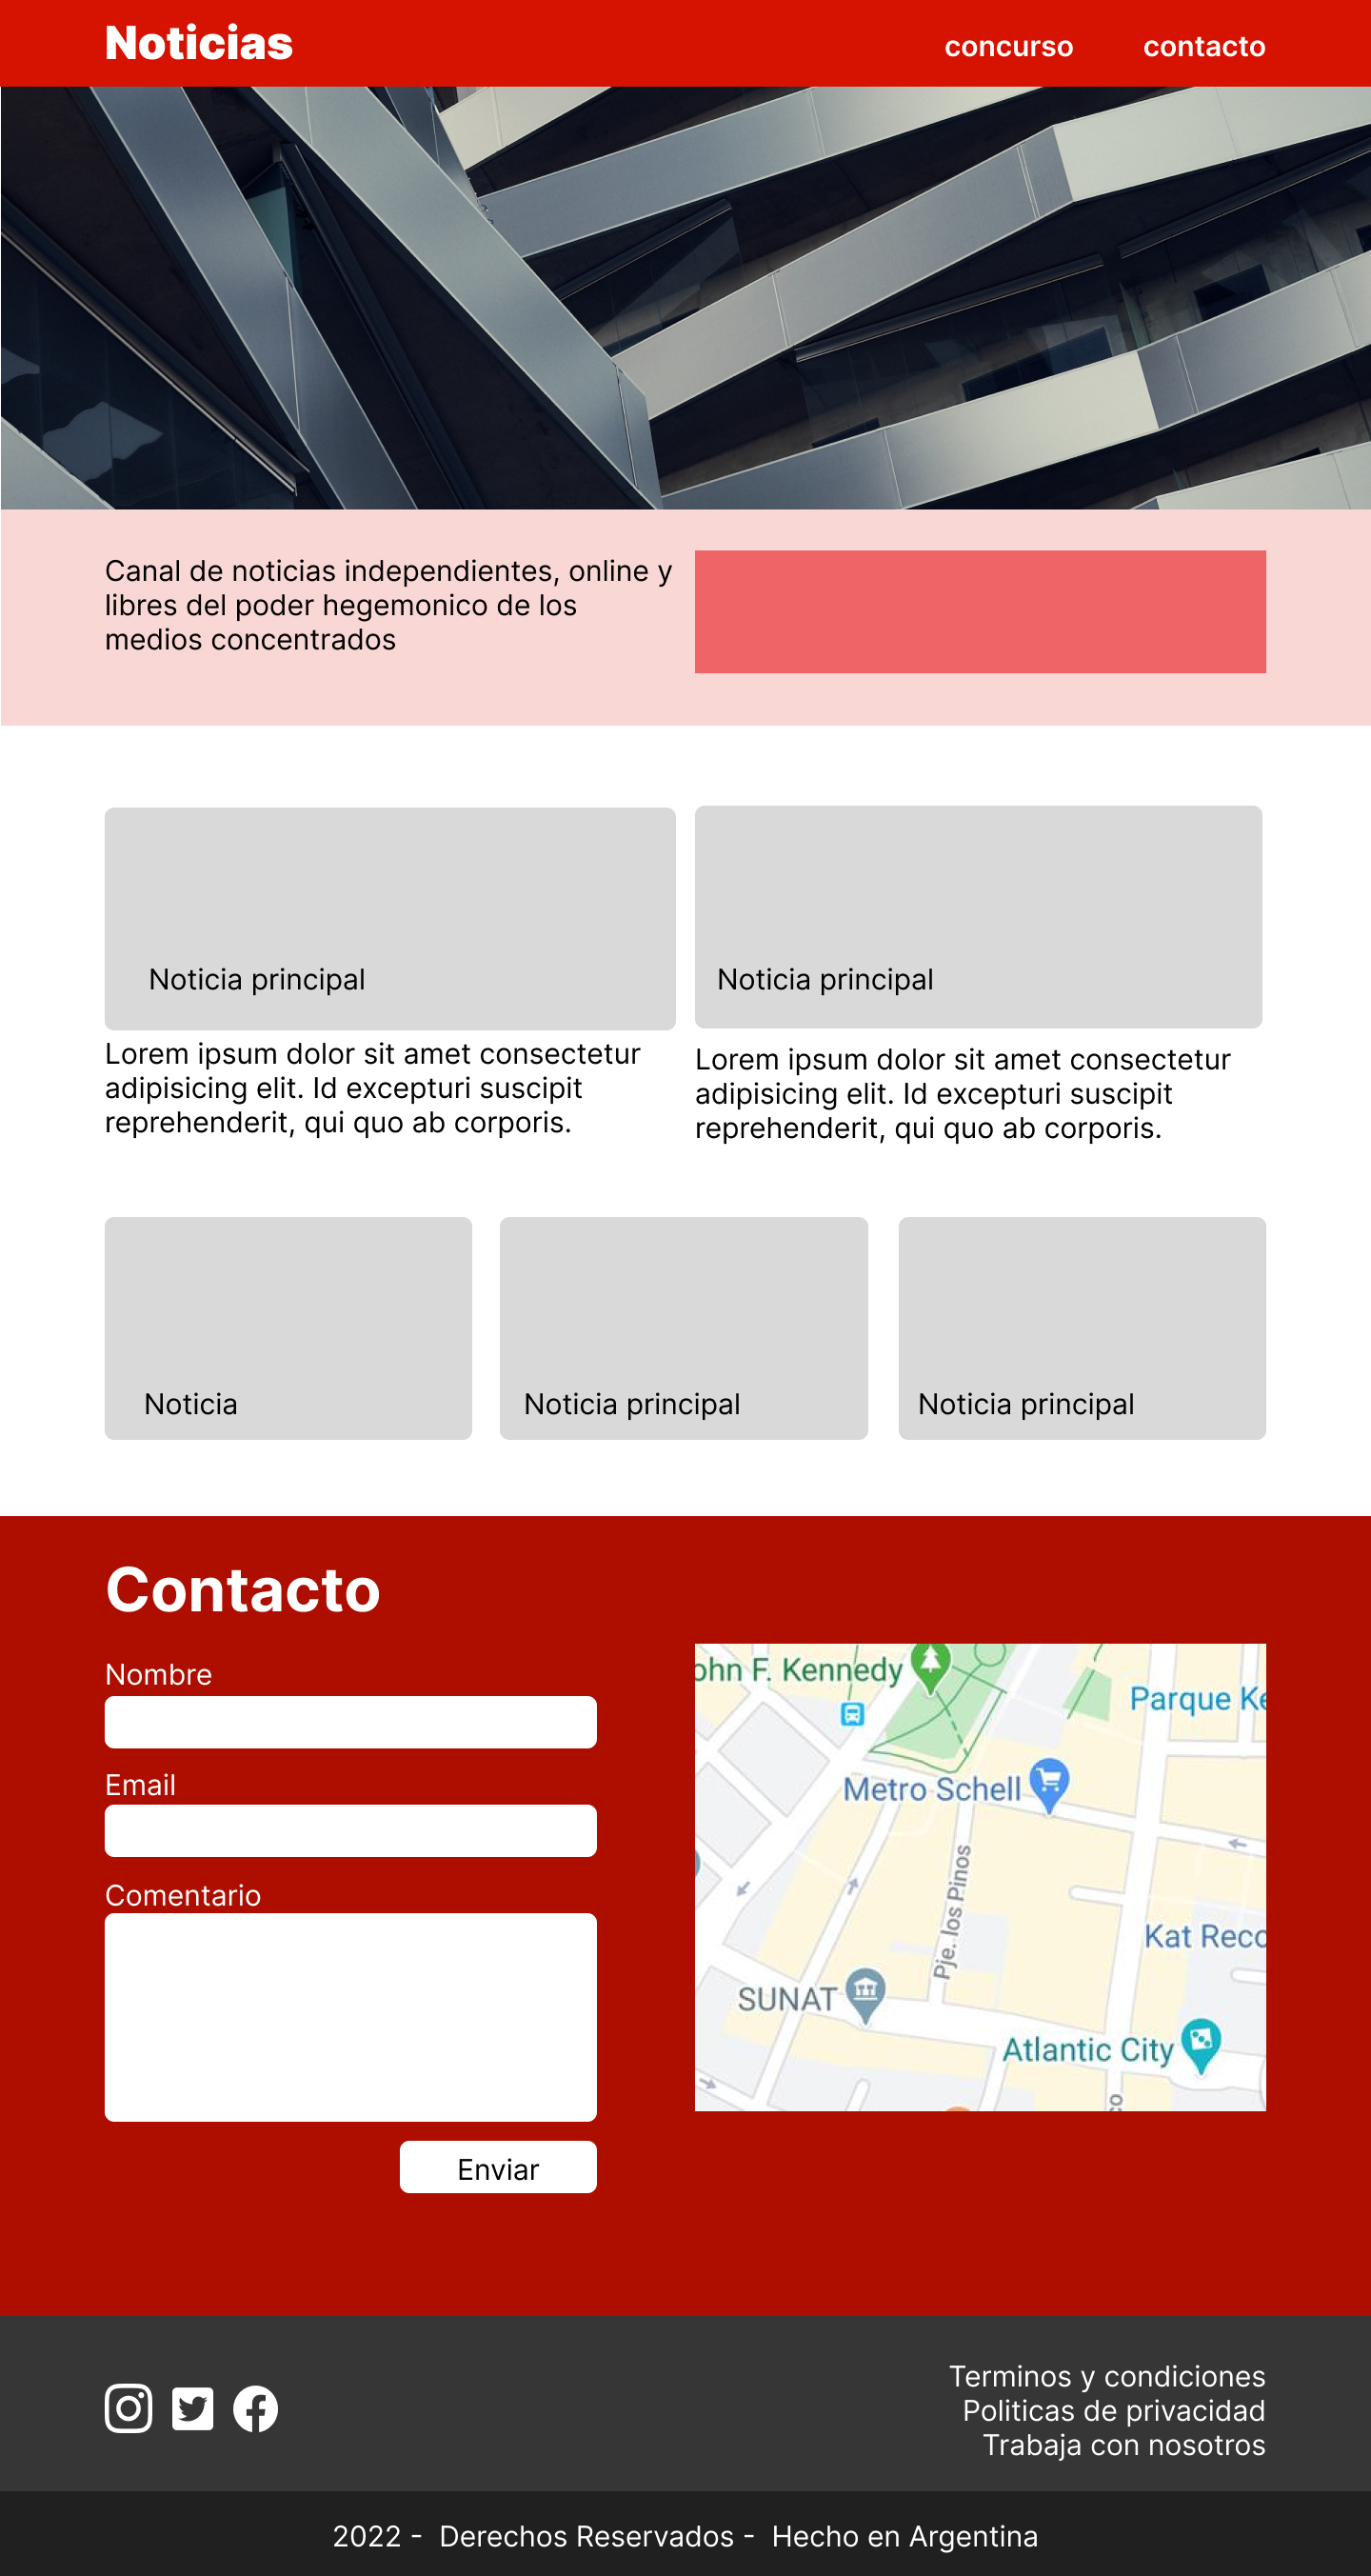 Noticias
concurso
contacto
Canal de noticias independientes, online y
libres del poder hegemonico de los
medios concentrados
Noticia principal
Lorem ipsum dolor sit amet consectetur
adipisicing elit. Id excepturi suscipit
reprehenderit, qui quo ab corporis.
Noticia principal
Lorem ipsum dolor sit amet consectetur
adipisicing elit. Id excepturi suscipit
reprehenderit, qui quo ab corporis.
Noticia
Noticia principal
Noticia principal
Contacto
Nombre
Email
Comentario
Enviar
ohn F. Kennedy
Parque Ke
Metro Schell
Pje. los Pinos
Kat Reco
SUNAT
Atlantic City
co
Terminos y condiciones
Politicas de privacidad
Trabaja con nosotros
2022 - Derechos Reservados - Hecho en Argentina